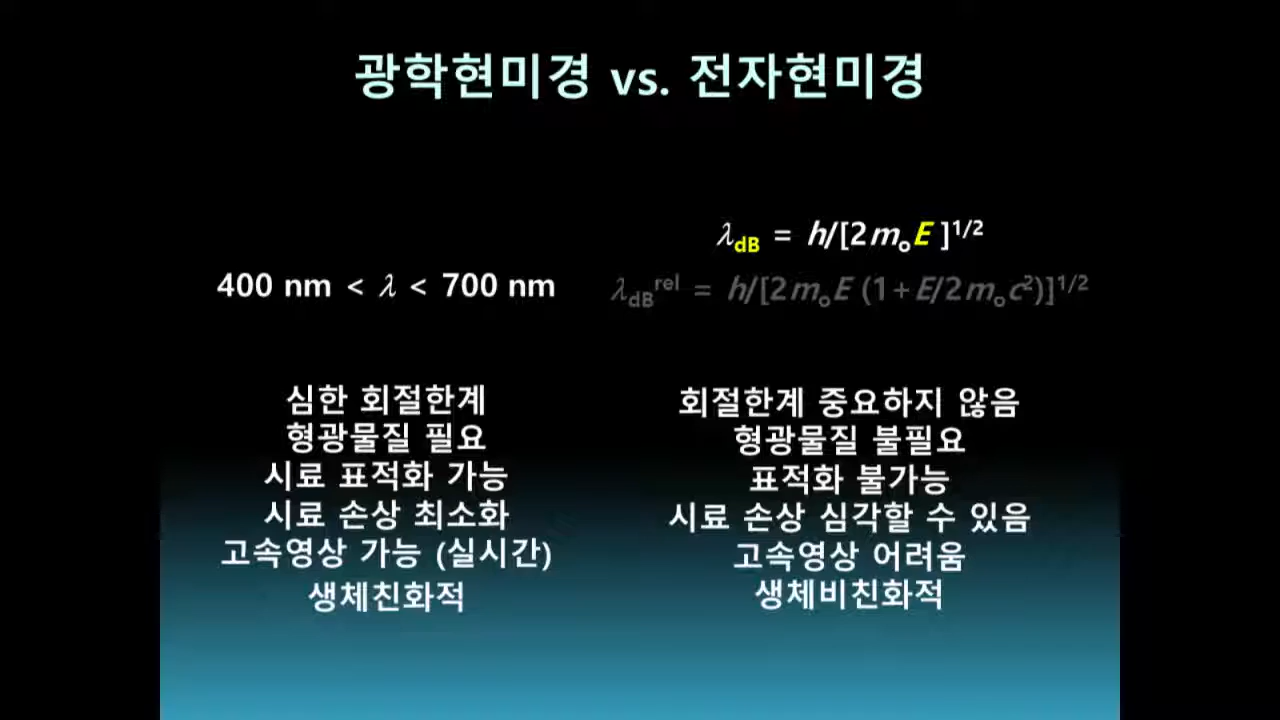 광학현미경 vs. 전자현미경
400 nm < λ < 700 nm
심한 회절한계
형광물질 필요
시료 표적화 가능
시료 손상 최소화
고속영상 가능 (실시간)
생체친화적
λdB = h/[2moE ]^1/2
λdB^rel = h/[2moE (1+E/2moc²)]^1/2
회절한계 중요하지 않음
형광물질 불필요
표적화 불가능
시료 손상 심각할 수 있음
고속영상 어려움
생체비친화적